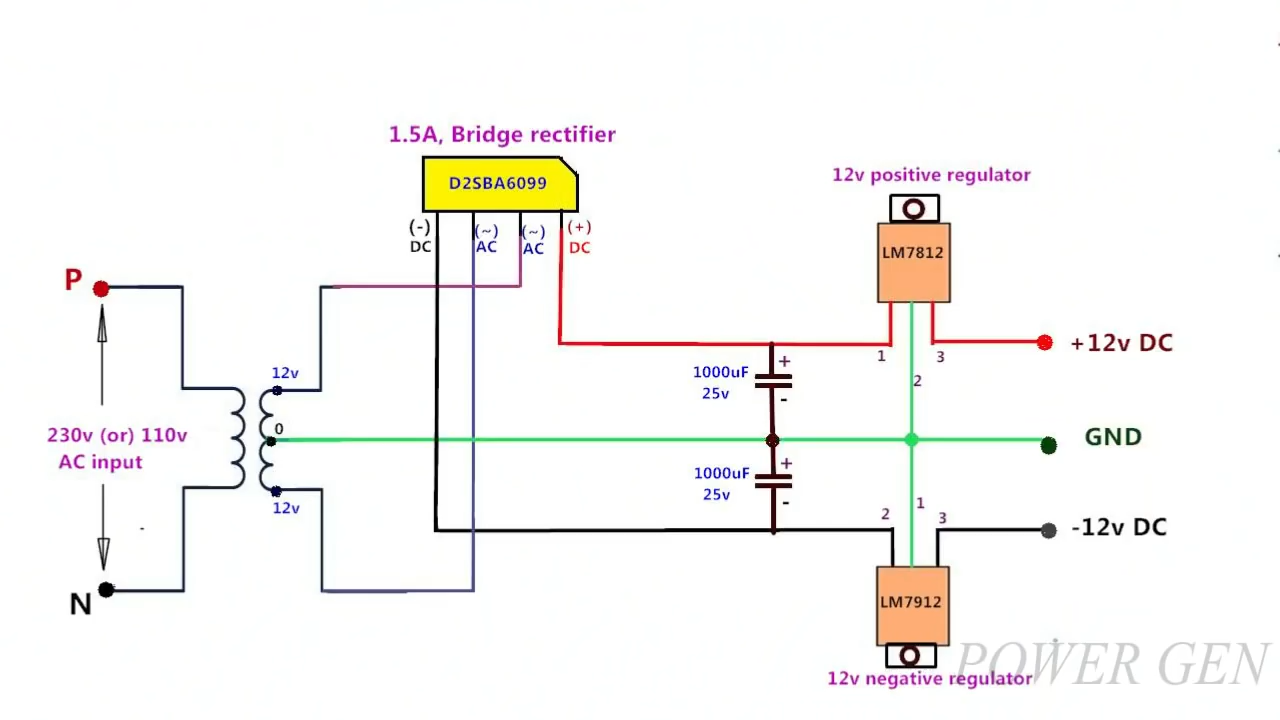 1.5A, Bridge rectifier
D2SBA6099
(-)
DC
(~)
AC
(~)
AC
(+)
DC
12v positive regulator
LM7812
P
230v (or) 110v
AC input
N
12v
0
12v
1000uF
25v
+
-
1000uF
25v
+
-
1
2
3
+12v DC
GND
2
1
3
-12v DC
LM7912
12v negative regulator
POWER GEN